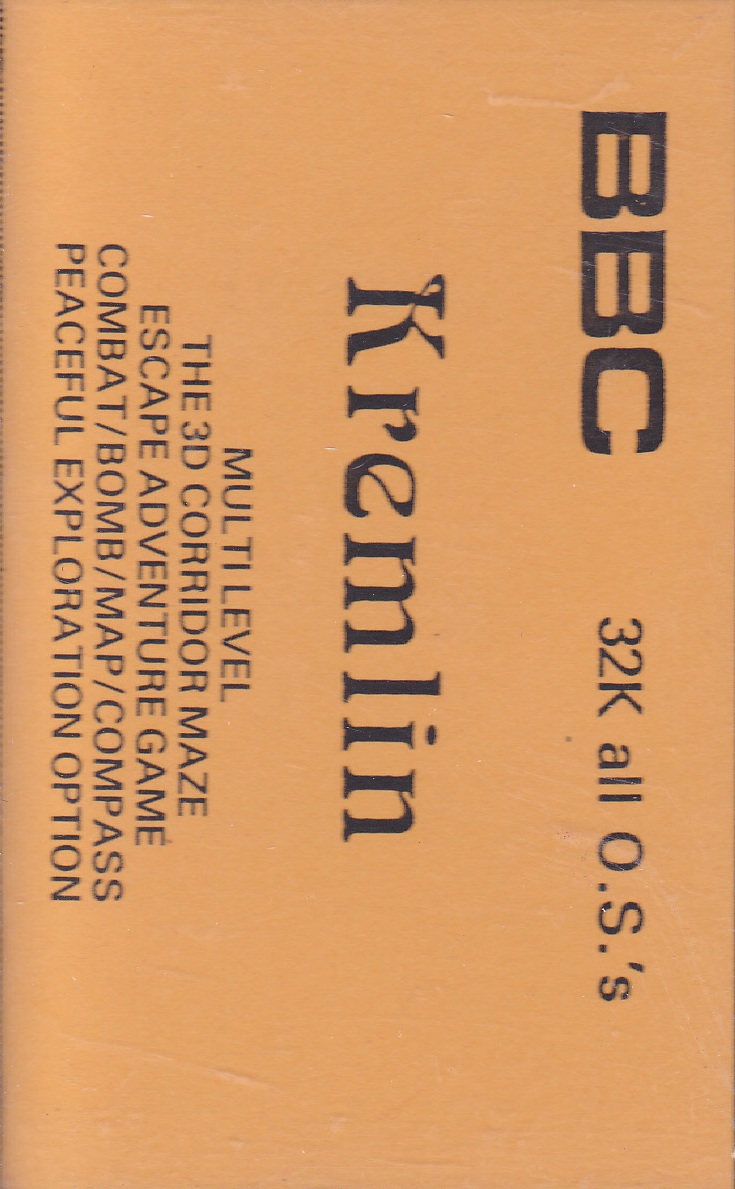 BBC 32K all O.S.'s
Kremlin
MULTI LEVEL
THE 3D CORRIDOR MAZE
ESCAPE ADVENTURE GAME
COMBAT/BOMB/MAP/COMPASS
PEACEFUL EXPLORATION OPTION